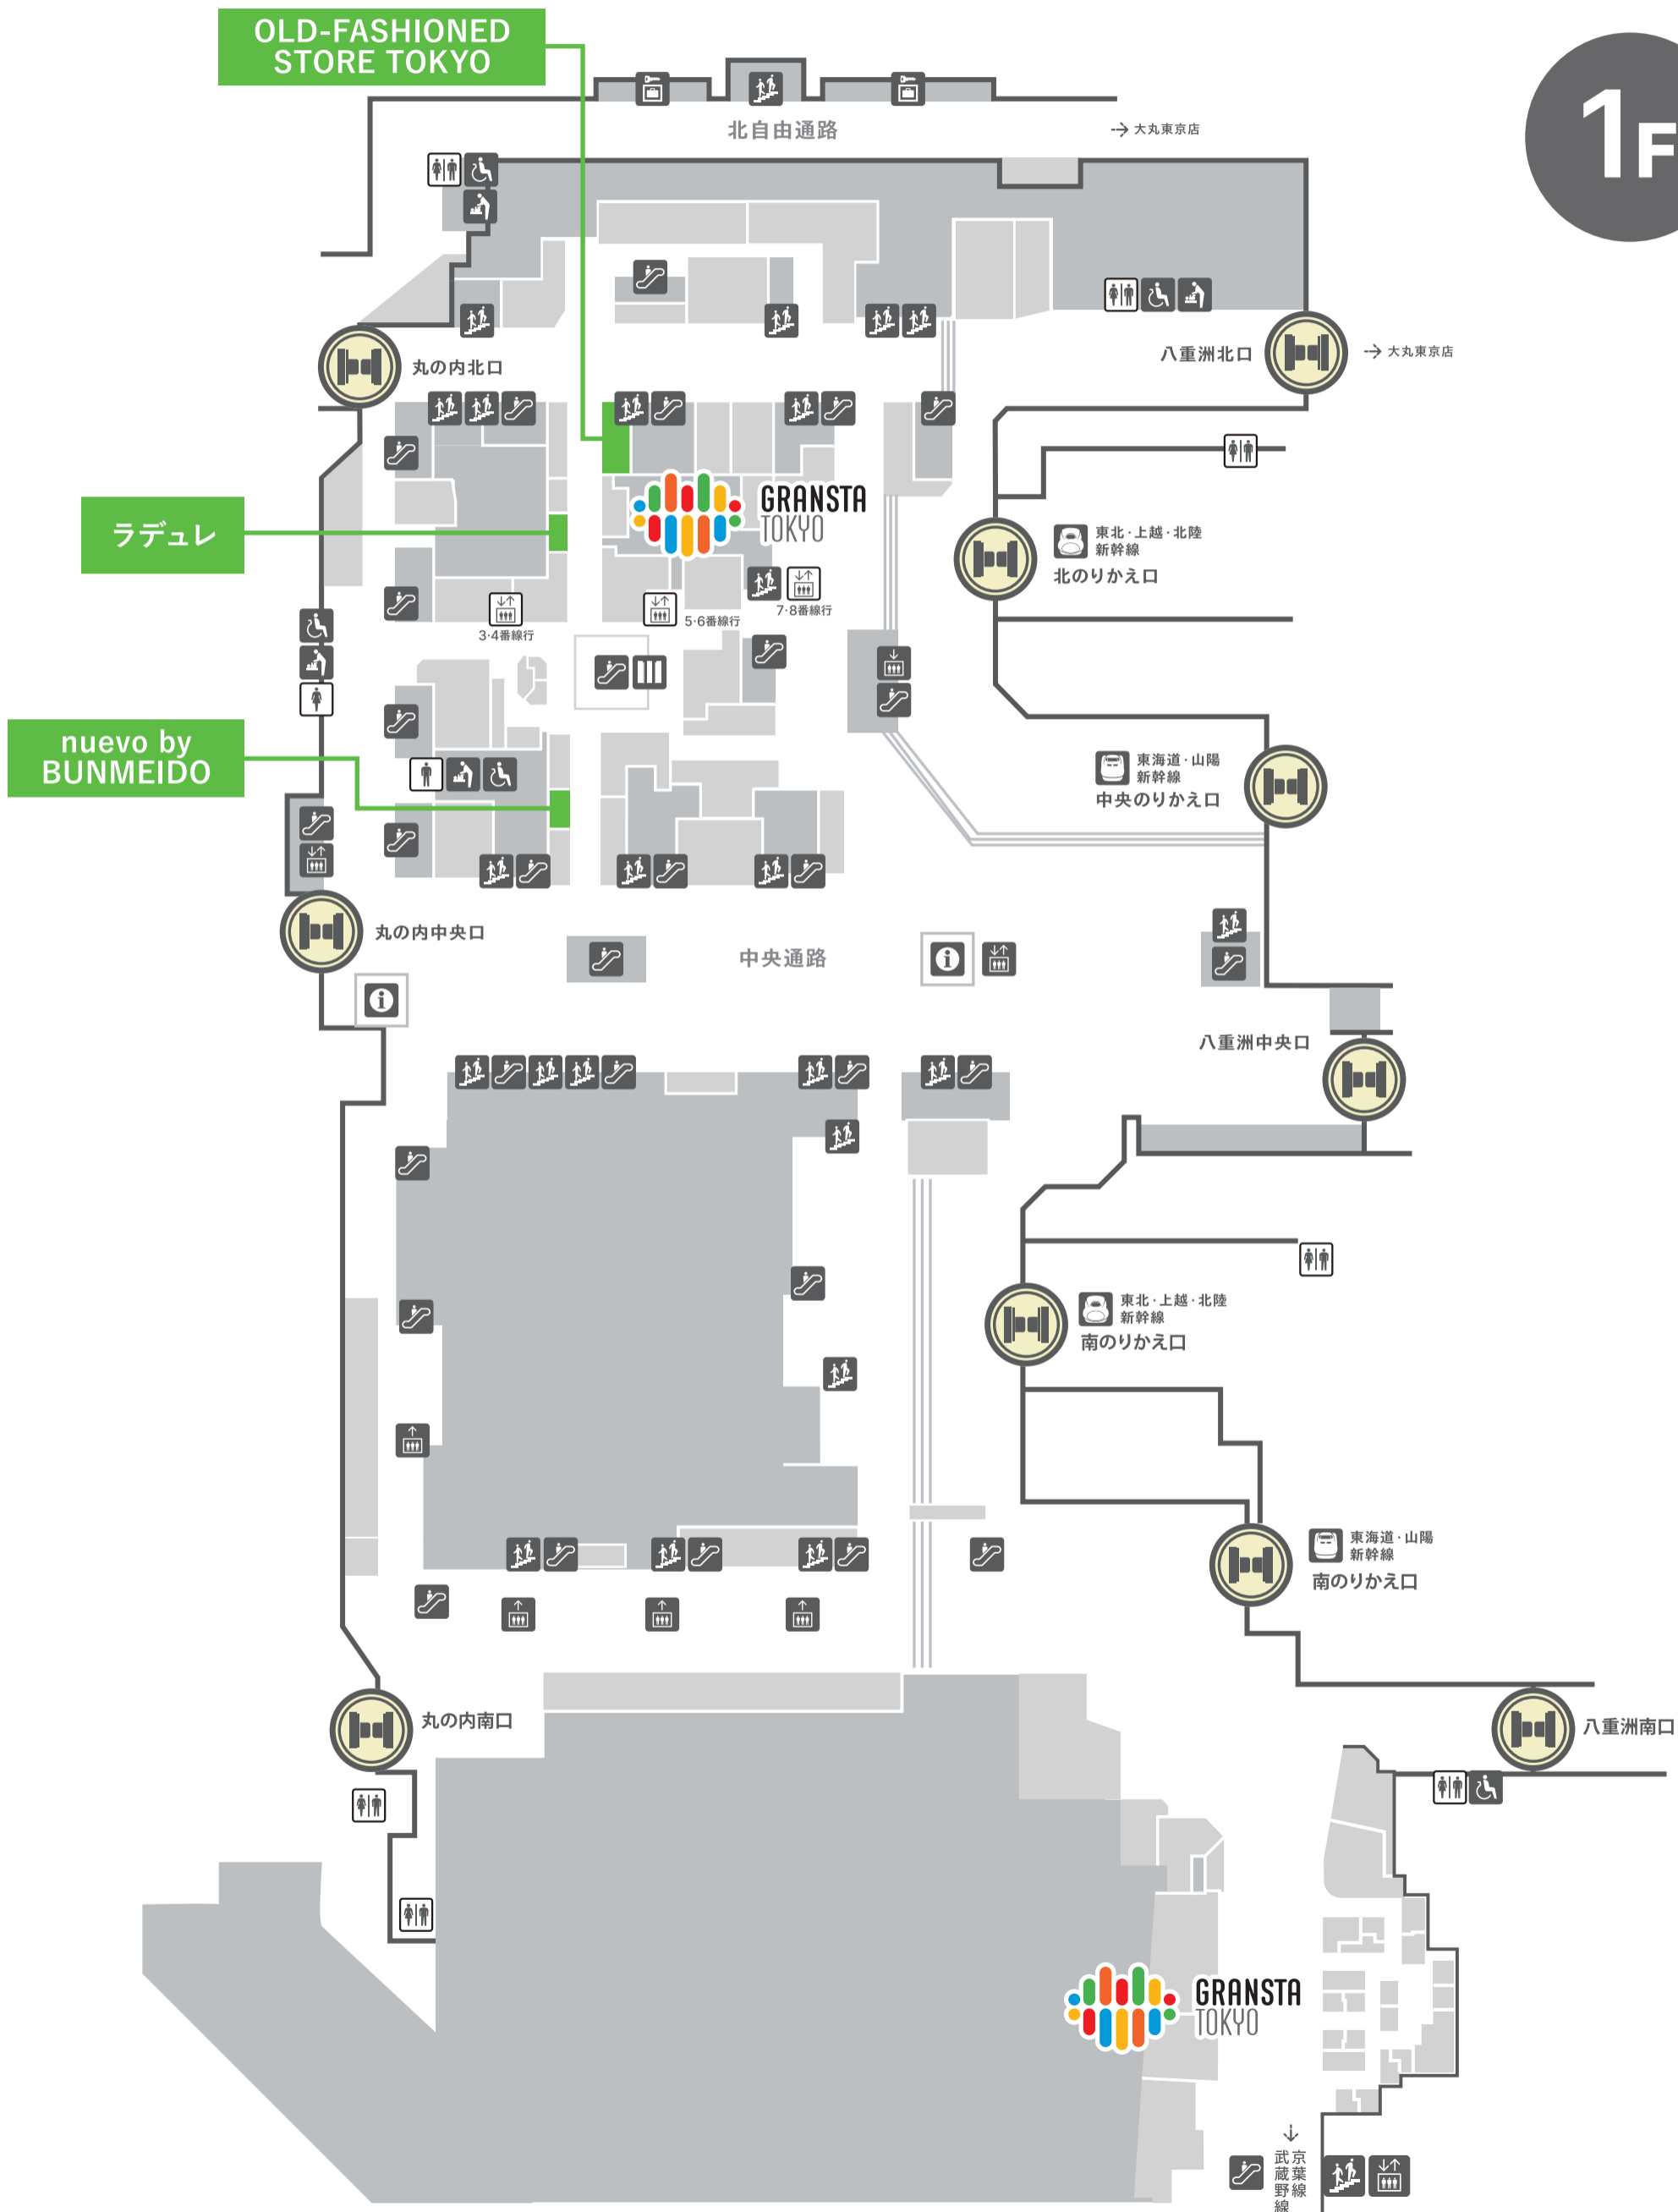 OLD-FASHIONED
STORE TOKYO
1F
北自由通路
大丸東京店
丸の内北口
八重洲北口
大丸東京店
GRANSTA
TOKYO
ラデュレ
東北・上越・北陸
新幹線
北のりかえ口
3・4番線行
5・6番線行
7・8番線行
nuevo by
BUNMEIDO
東海道・山陽
新幹線
中央のりかえ口
丸の内中央口
中央通路
八重洲中央口
東北・上越・北陸
新幹線
南のりかえ口
東海道・山陽
新幹線
南のりかえ口
丸の内南口
八重洲南口
GRANSTA
TOKYO
京葉線
武蔵野線